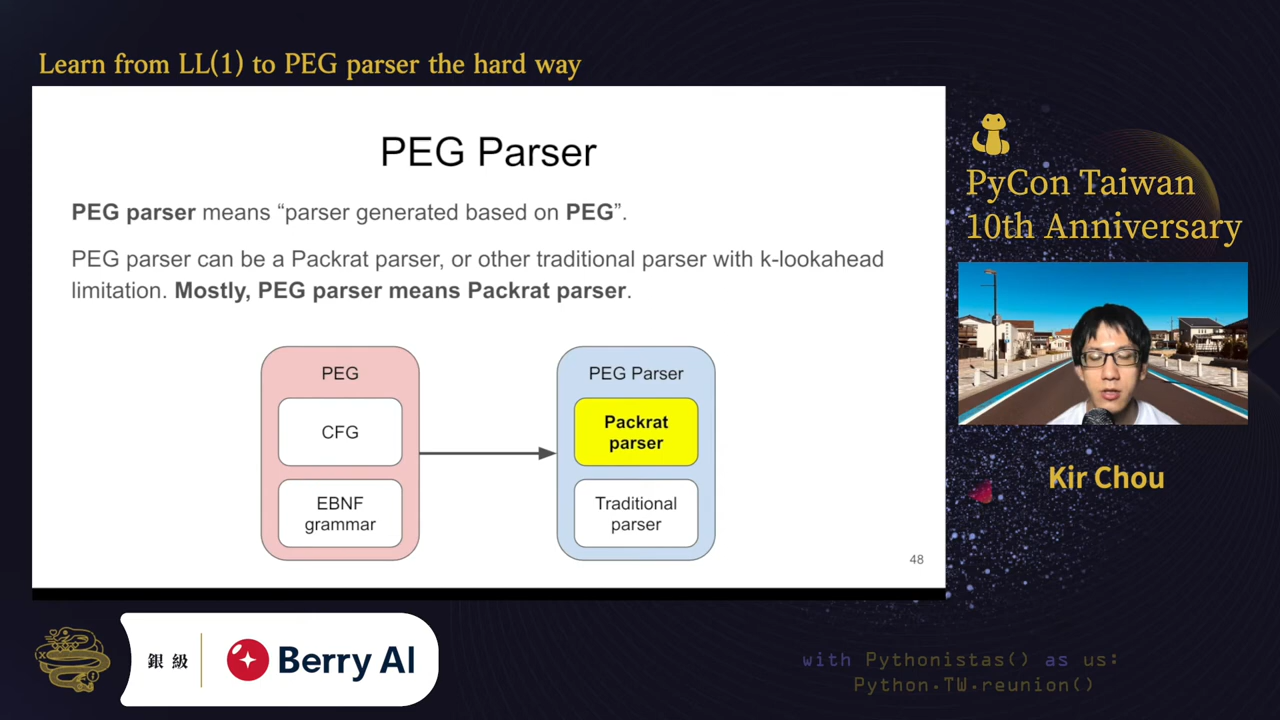 Learn from LL(1) to PEG parser the hard way
PEG Parser
PEG parser means “parser generated based on PEG”.
PEG parser can be a Packrat parser, or other traditional parser with k-lookahead
limitation. Mostly, PEG parser means Packrat parser.
PEG
CFG
EBNF
grammar
PEG Parser
Packrat
parser
Traditional
parser
48
PyCon Taiwan
10th Anniversary
Kir Chou
銀級
Berry AI
with Pythonistas() as us:
Python.TW.reunion()